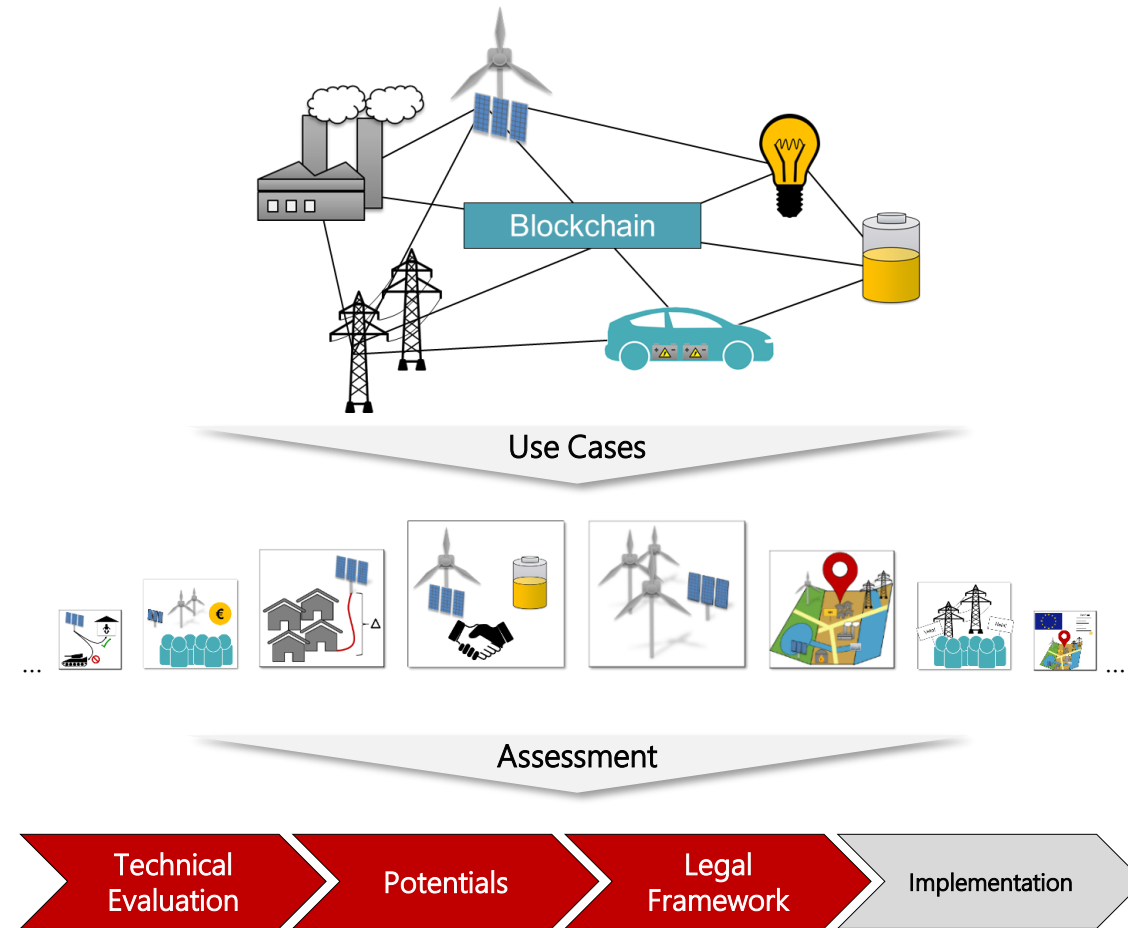 Blockchain
Use Cases
€
Δ
...
...
Assessment
Technical
Evaluation
Potentials
Legal
Framework
Implementation